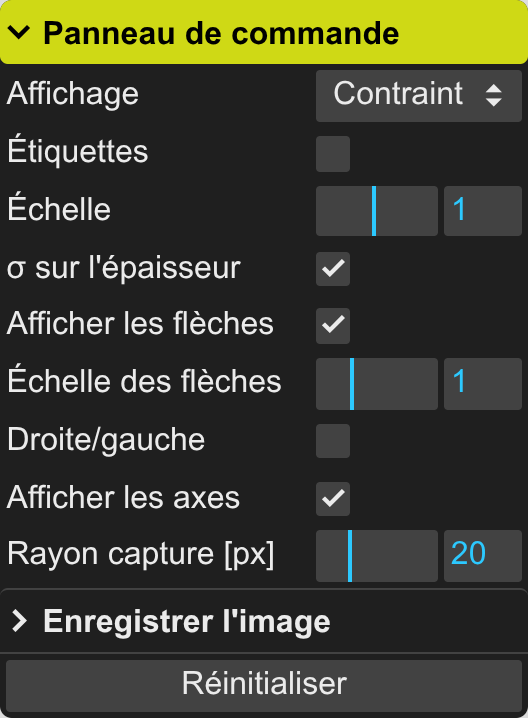 Panneau de commande
Affichage Contraint
Étiquettes
Échelle 1
σ sur l'épaisseur
Afficher les flèches
Échelle des flèches 1
Droite/gauche
Afficher les axes
Rayon capture [px] 20
Enregistrer l'image
Réinitialiser